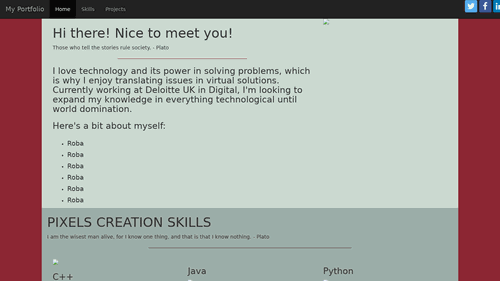 My Portfolio Home Skills Projects
Hi there! Nice to meet you!
Those who tell the stories rule society. - Plato
I love technology and its power in solving problems, which
is why I enjoy translating issues in virtual solutions.
Currently working at Deloitte UK in Digital, I'm looking to
expand my knowledge in everything technological until
world domination.
Here's a bit about myself:
Roba
Roba
Roba
Roba
Roba
Roba
PIXELS CREATION SKILLS
I am the wisest man alive, for I know one thing, and that is that I know nothing. - Plato
C++ Java Python